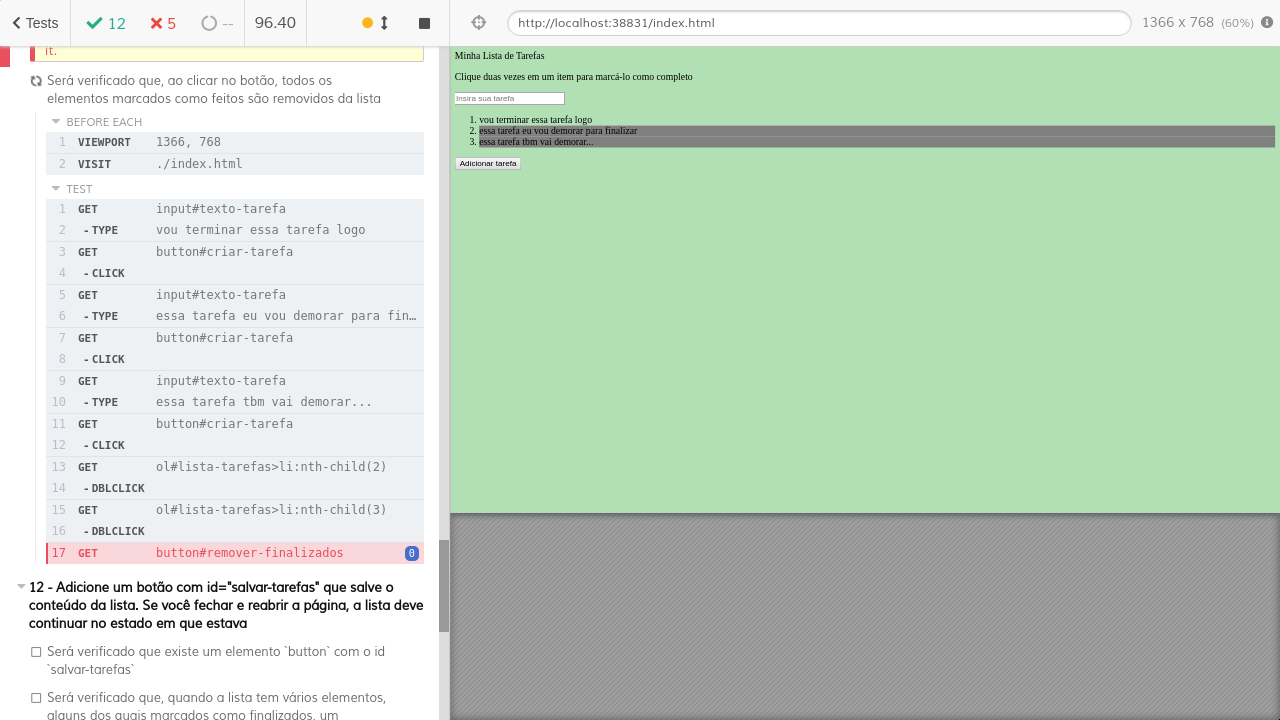 Tests
12
5
--
96.40
http://localhost:38831/index.html
1366 x 768 (60%)
it.
Será verificado que, ao clicar no botão, todos os
elementos marcados como feitos são removidos da lista
BEFORE EACH
1 VIEWPORT 1366, 768
2 VISIT ./index.html
TEST
1 GET input#texto-tarefa
2 -TYPE vou terminar essa tarefa logo
3 GET button#criar-tarefa
4 -CLICK
5 GET input#texto-tarefa
6 -TYPE essa tarefa eu vou demorar para fin…
7 GET button#criar-tarefa
8 -CLICK
9 GET input#texto-tarefa
10 -TYPE essa tarefa tbm vai demorar...
11 GET button#criar-tarefa
12 -CLICK
13 GET ol#lista-tarefas>li:nth-child(2)
14 -DBLCLICK
15 GET ol#lista-tarefas>li:nth-child(3)
16 -DBLCLICK
17 GET button#remover-finalizados 0
12 - Adicione um botão com id="salvar-tarefas" que salve o
conteúdo da lista. Se você fechar e reabrir a página, a lista deve
continuar no estado em que estava
Será verificado que existe um elemento `button` com o id
`salvar-tarefas`
Será verificado que, quando a lista tem vários elementos,
alguns dos quais marcados como finalizados, um
Minha Lista de Tarefas
Clique duas vezes em um item para marcá-lo como completo
Insira sua tarefa
1. vou terminar essa tarefa logo
2. essa tarefa eu vou demorar para finalizar
3. essa tarefa tbm vai demorar...
Adicionar tarefa